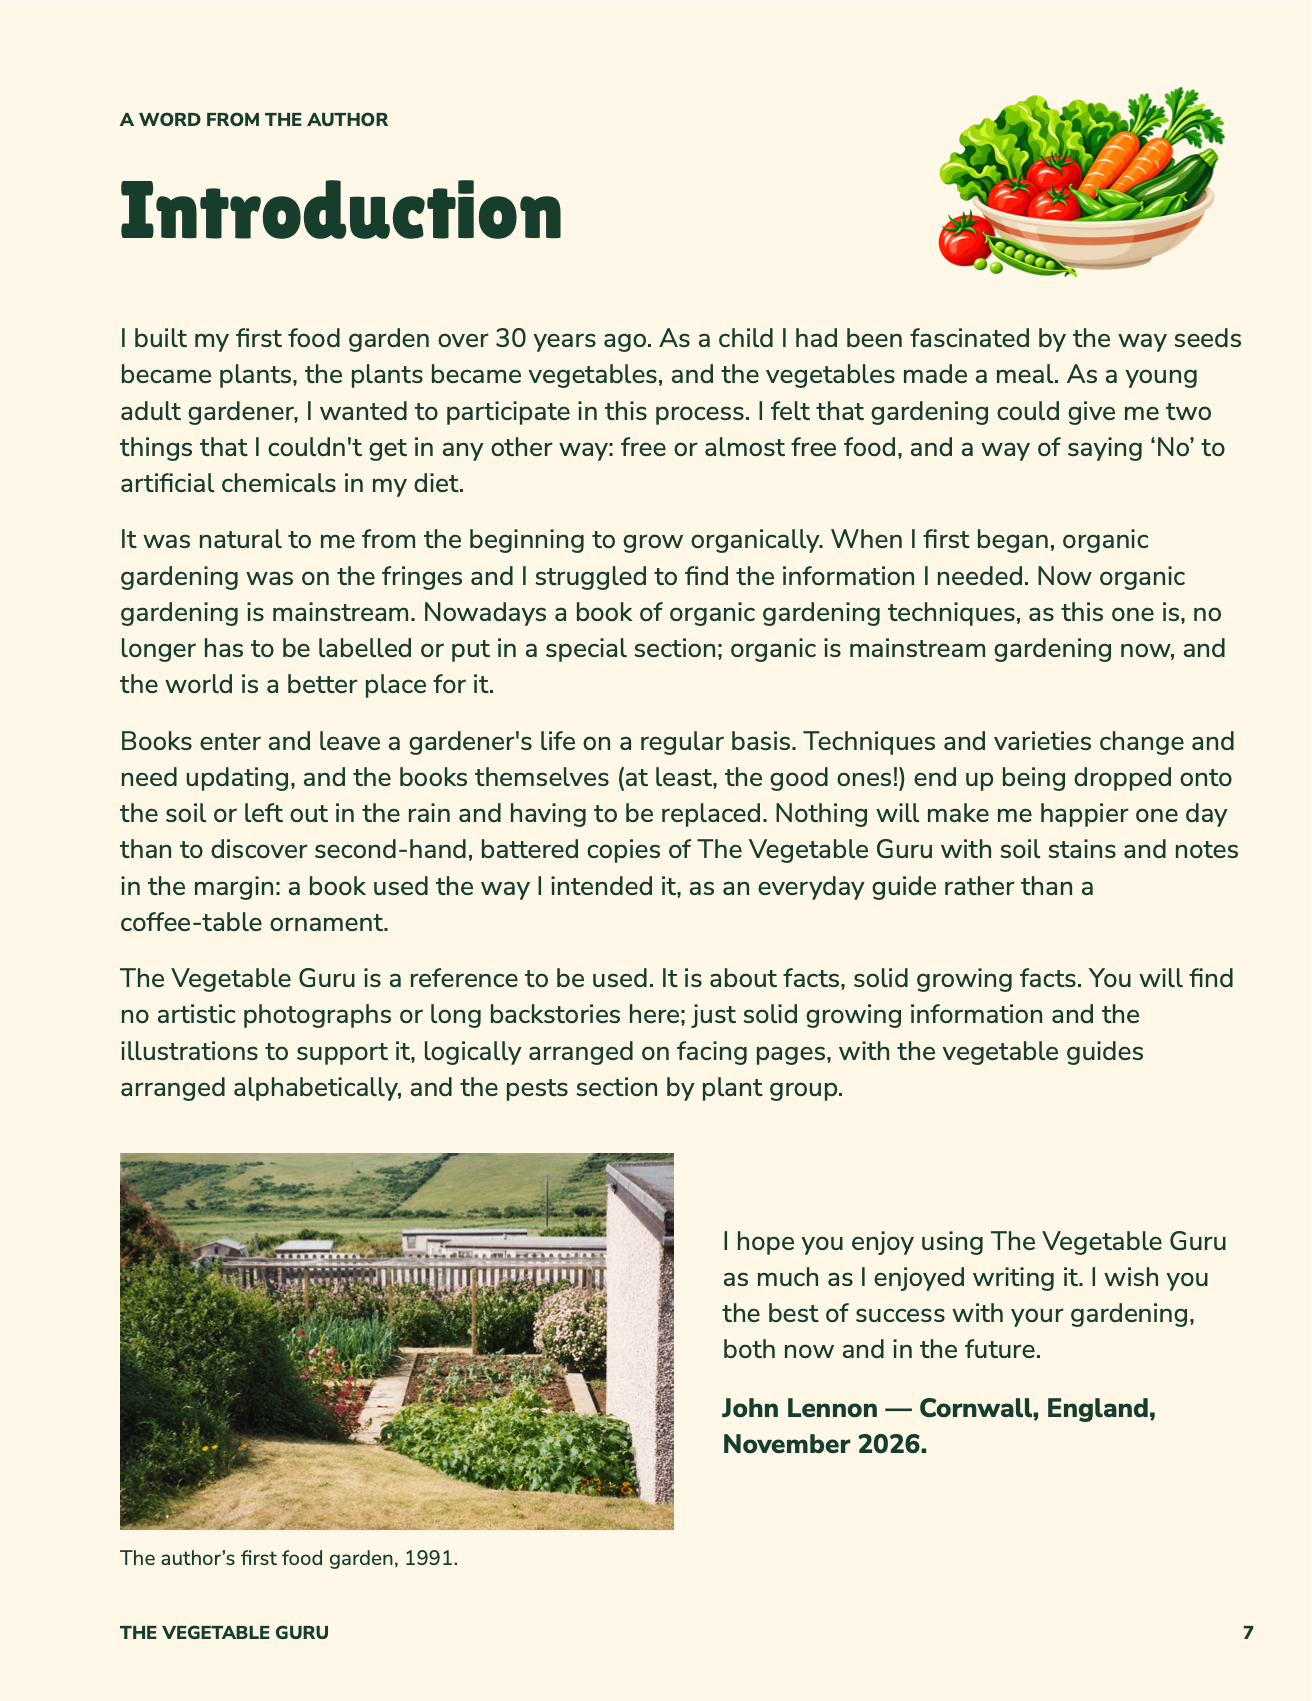 A WORD FROM THE AUTHOR
Introduction
I built my first food garden over 30 years ago. As a child I had been fascinated by the way seeds
became plants, the plants became vegetables, and the vegetables made a meal. As a young
adult gardener, I wanted to participate in this process. I felt that gardening could give me two
things that I couldn't get in any other way: free or almost free food, and a way of saying ‘No’ to
artificial chemicals in my diet.
It was natural to me from the beginning to grow organically. When I first began, organic
gardening was on the fringes and I struggled to find the information I needed. Now organic
gardening is mainstream. Nowadays a book of organic gardening techniques, as this one is, no
longer has to be labelled or put in a special section; organic is mainstream gardening now, and
the world is a better place for it.
Books enter and leave a gardener's life on a regular basis. Techniques and varieties change and
need updating, and the books themselves (at least, the good ones!) end up being dropped onto
the soil or left out in the rain and having to be replaced. Nothing will make me happier one day
than to discover second-hand, battered copies of The Vegetable Guru with soil stains and notes
in the margin: a book used the way I intended it, as an everyday guide rather than a
coffee-table ornament.
The Vegetable Guru is a reference to be used. It is about facts, solid growing facts. You will find
no artistic photographs or long backstories here; just solid growing information and the
illustrations to support it, logically arranged on facing pages, with the vegetable guides
arranged alphabetically, and the pests section by plant group.
I hope you enjoy using The Vegetable Guru
as much as I enjoyed writing it. I wish you
the best of success with your gardening,
both now and in the future.
John Lennon — Cornwall, England,
November 2026.
The author’s first food garden, 1991.
THE VEGETABLE GURU
7